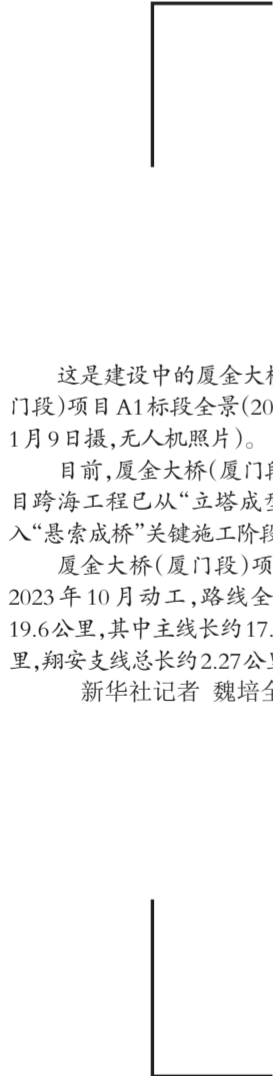 这是建设中的厦金大
门段)项目A1标段全景(20
1月9日摄,无人机照片)。
目前,厦金大桥(厦门
目跨海工程已从“立塔成
入“悬索成桥”关键施工阶段
厦金大桥(厦门段)项
2023年10月动工,路线全
19.6公里,其中主线长约17.
里,翔安支线总长约2.27公
新华社记者 魏培全